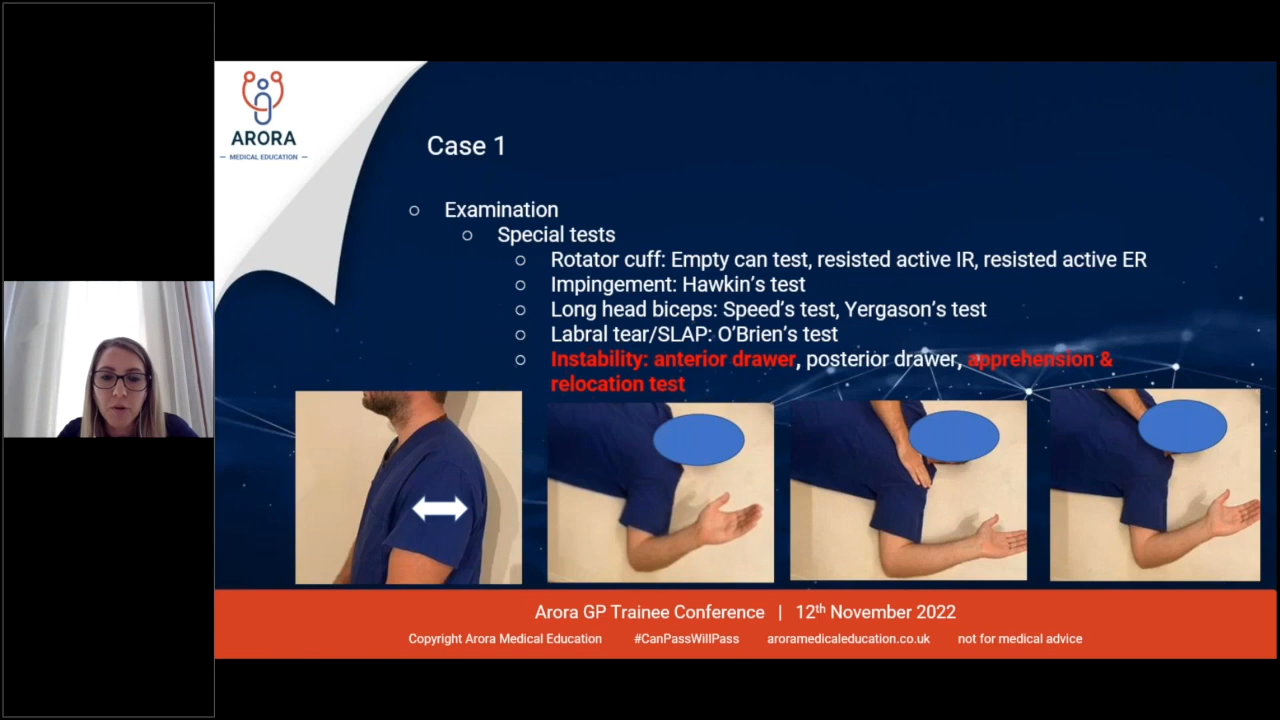 ARORA
MEDICAL EDUCATION
Case 1
Examination
Special tests
Rotator cuff: Empty can test, resisted active IR, resisted active ER
Impingement: Hawkin's test
Long head biceps: Speed's test, Yergason's test
Labral tear/SLAP: O'Brien's test
Instability: anterior drawer, posterior drawer, apprehension &
relocation test
Arora GP Trainee Conference | 12th November 2022
Copyright Arora Medical Education #CanPassWillPass aroramedicaleducation.co.uk not for medical advice